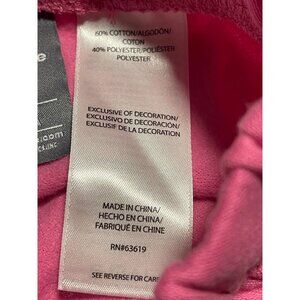 60% COTTON/ALGODÓN/
COTON
40% POLYESTER/POLIÉSTER
POLYESTER
EXCLUSIVE OF DECORATION/
EXCLUSIVO DE DECORACIÓN/
EXCLUSIF DE LA DÉCORATION
MADE IN CHINA/
HECHO EN CHINA/
FABRIQUÉ EN CHINE
RN#63619
SEE REVERSE FOR CARE